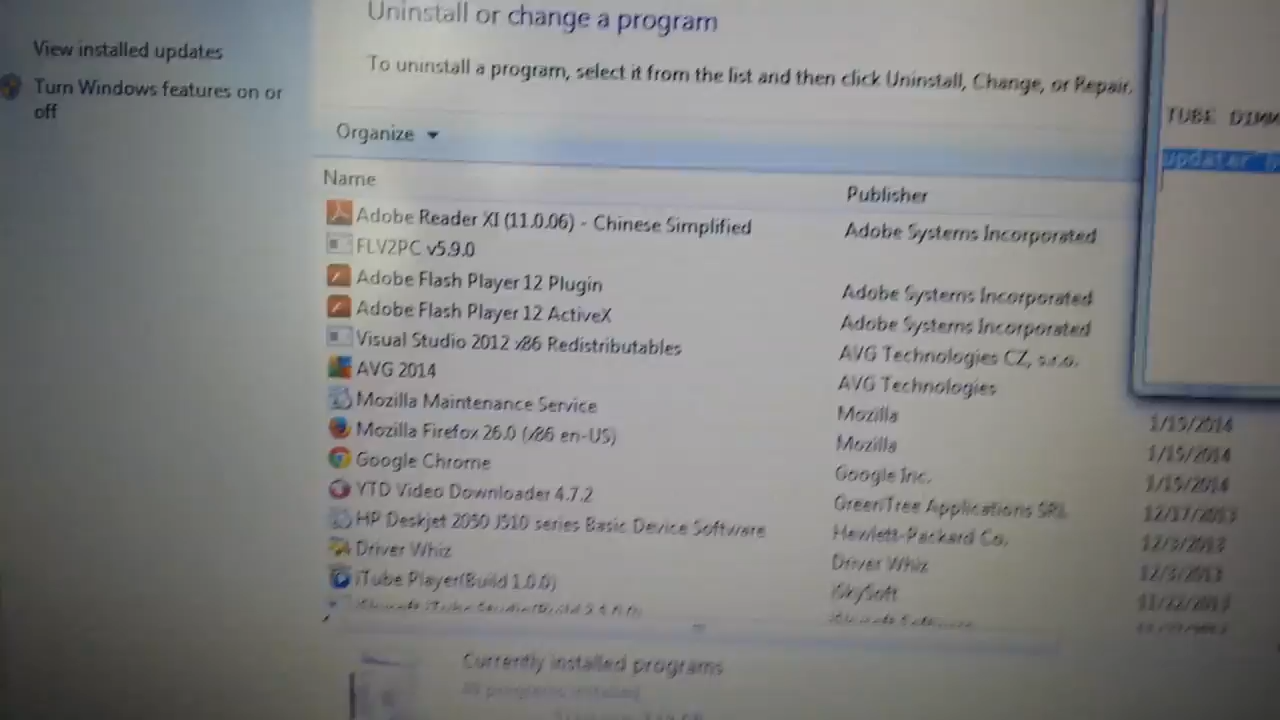 Uninstall or change a program
View installed updates
To uninstall a program, select it from the list and then click Uninstall, Change, or Repair.
Turn Windows features on or
off
TUBE
updater
Organize
Name Publisher
Adobe Reader XI (11.0.06) - Chinese Simplified Adobe Systems Incorporated
FLV2PC v5.9.0
Adobe Flash Player 12 Plugin Adobe Systems Incorporated
Adobe Flash Player 12 ActiveX Adobe Systems Incorporated
Visual Studio 2012 x86 Redistributables AVG Technologies CZ, s.r.o.
AVG 2014 AVG Technologies
Mozilla Maintenance Service Mozilla 1/15/2014
Mozilla Firefox 26.0 (x86 en-US) Mozilla 1/15/2014
Google Chrome Google Inc. 1/15/2014
YTD Video Downloader 4.7.2 GreenTree Applications SRL 12/17/2013
HP Deskjet 2050 J510 series Basic Device Software Hewlett-Packard Co. 12/3/2013
Driver Whiz Driver Whiz 12/3/2013
iTube Player(Build 1.0.0) iSkySoft 11/22/2013
Currently installed programs
programs installed